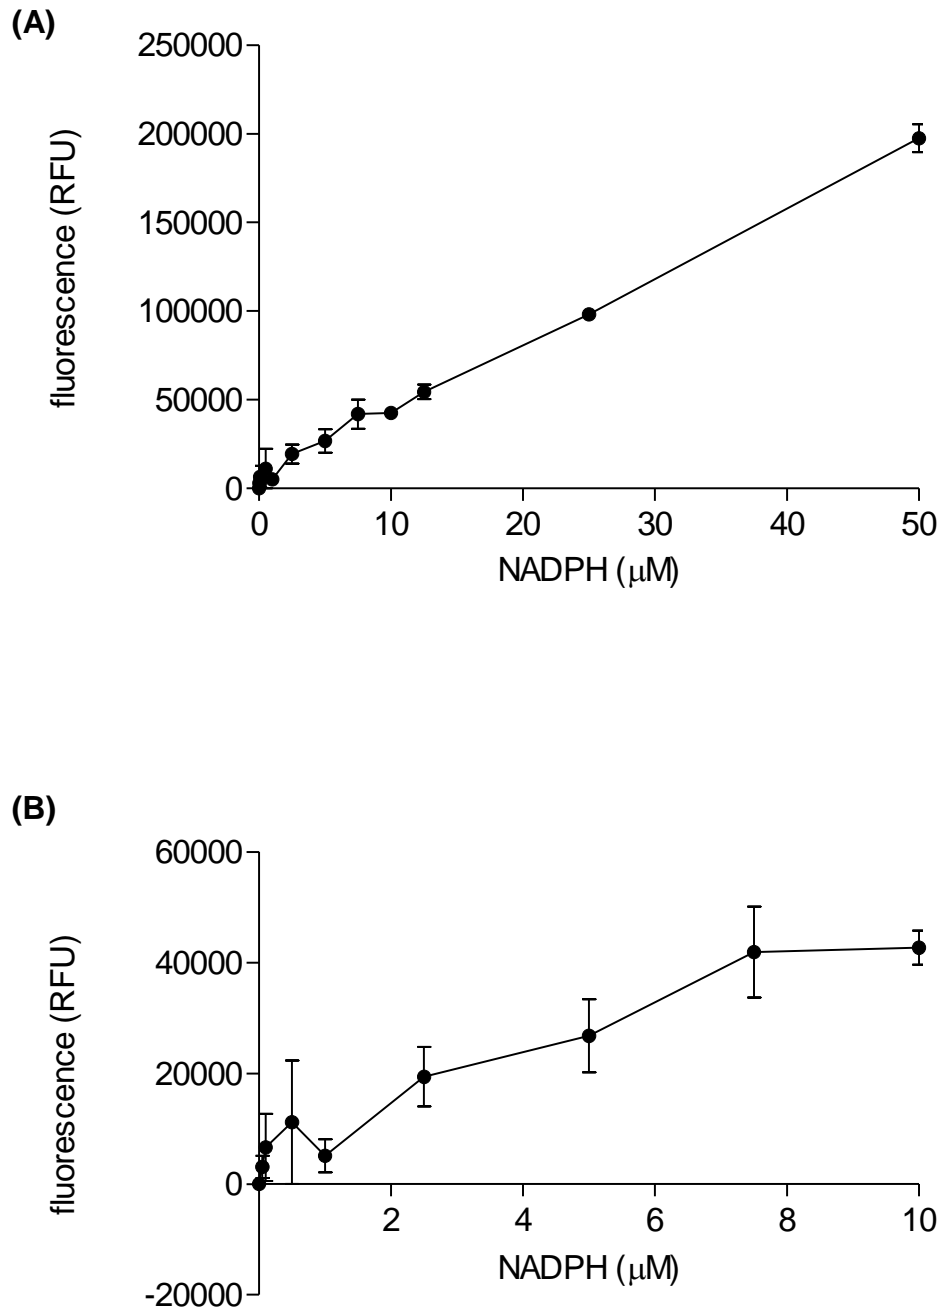 (A)
250000
200000
150000
100000
50000
0
fluorescence (RFU)
0 10 20 30 40 50
NADPH (μM)
(B)
60000
40000
20000
0
-20000
fluorescence (RFU)
2 4 6 8 10
NADPH (μM)